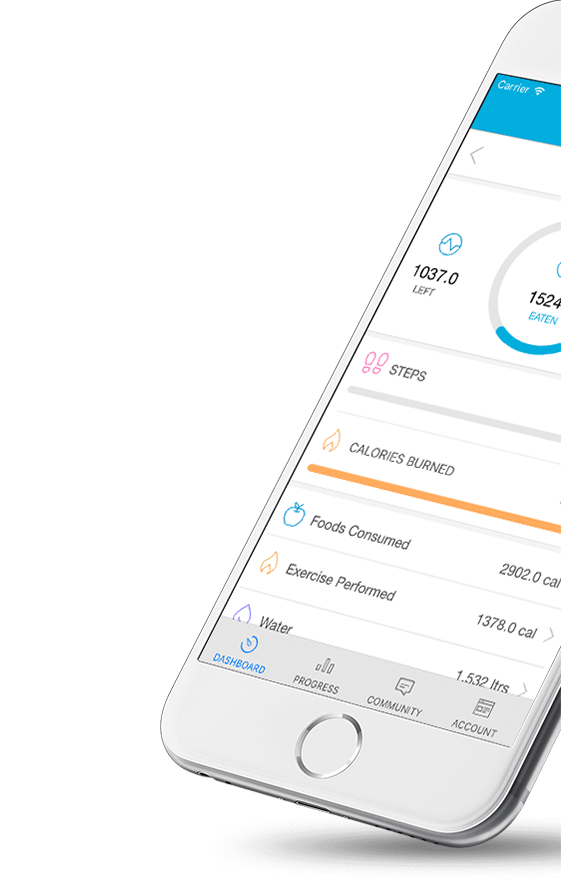 Carrier
1037.0
LEFT
1524
EATEN
STEPS
CALORIES BURNED
Foods Consumed
2902.0 cal
Exercise Performed
1378.0 cal
Water
1.532 ltrs
DASHBOARD
PROGRESS
COMMUNITY
ACCOUNT